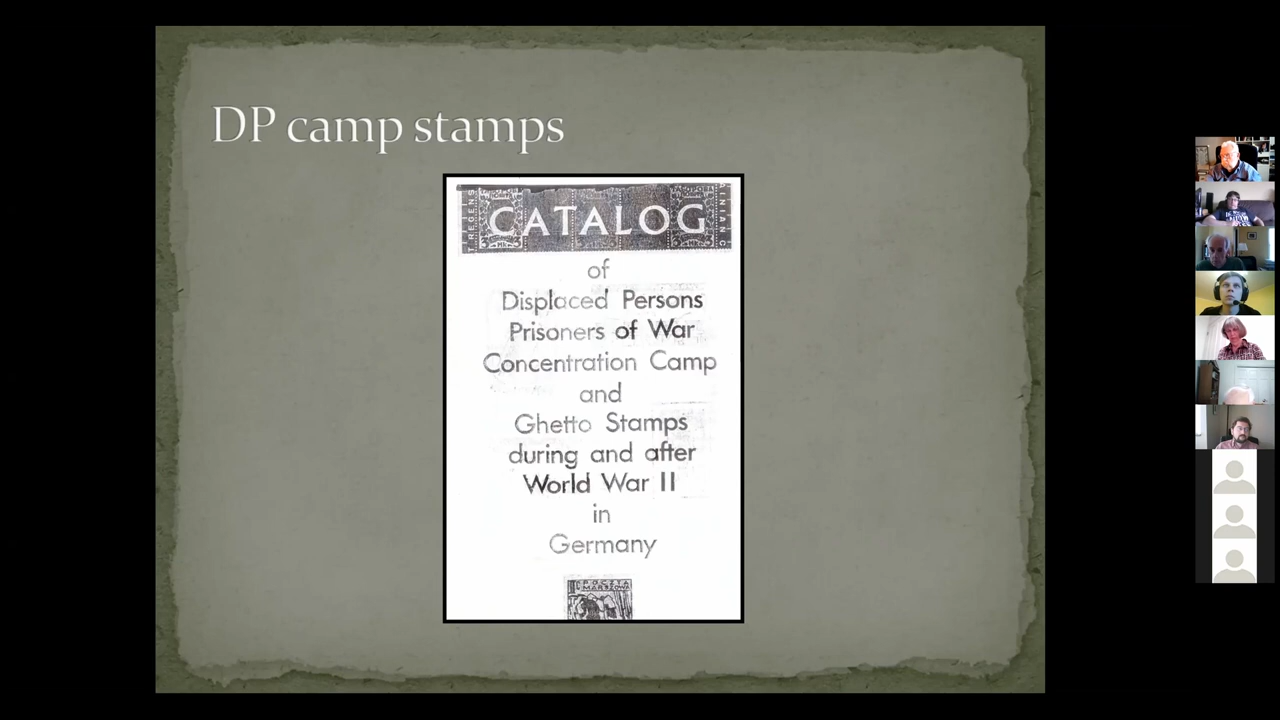 DP camp stamps
CATALOG
of
Displaced Persons
Prisoners of War
Concentration Camp
and
Ghetto Stamps
during and after
World War II
in
Germany
POCZTA